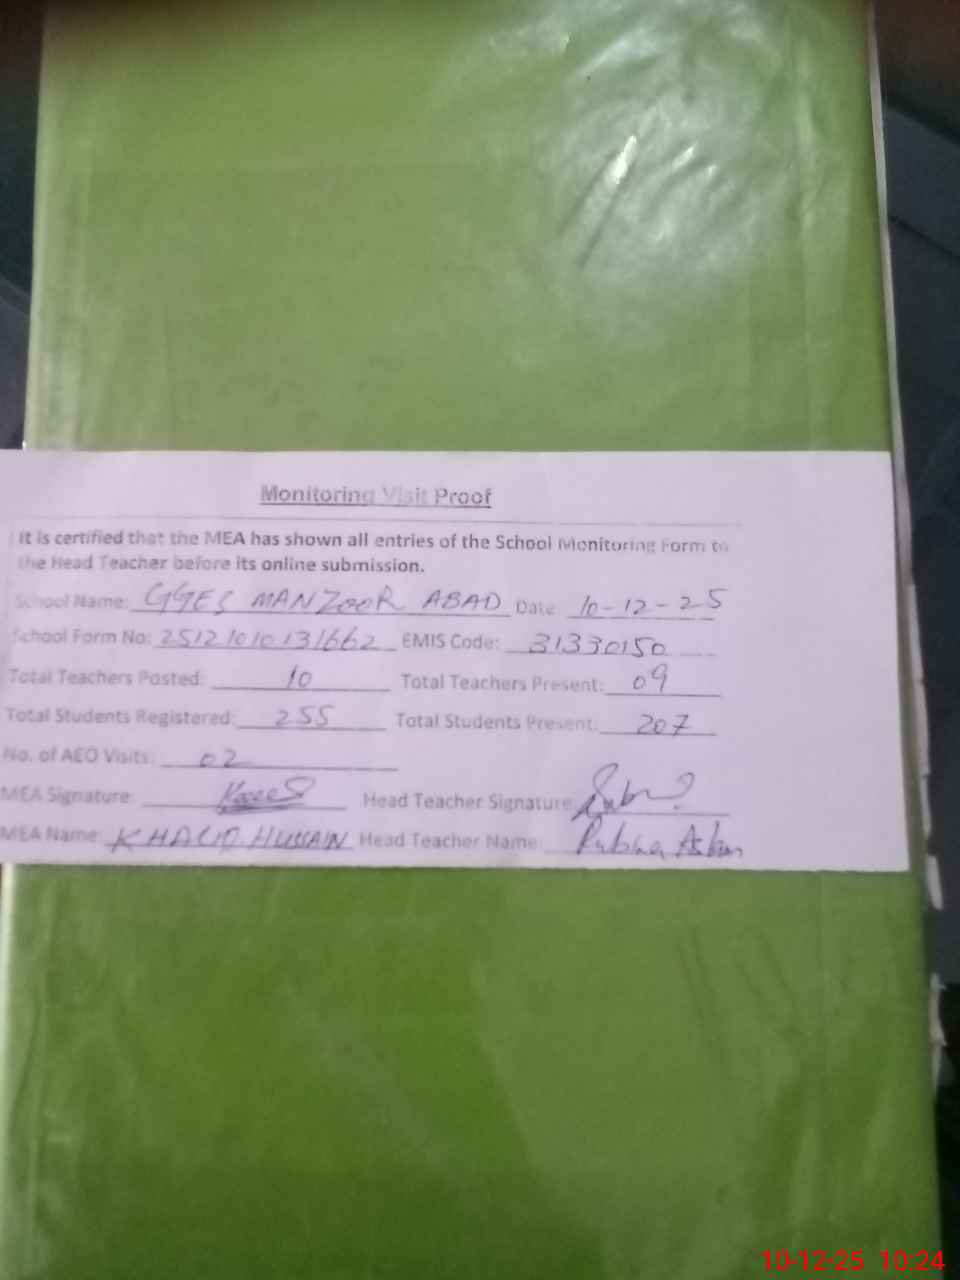 Monitoring Visit Proof
It is certified that the MEA has shown all entries of the School Monitoring Form to
the Head Teacher before its online submission.
School Name: GGES MANZOOR ABAD Date 10-12-25
School Form No: 25121010131662 EMIS Code: 31330150
Total Teachers Posted: 10 Total Teachers Present: 09
Total Students Registered: 255 Total Students Present: 207
No. of AEO Visits: 02
MEA Signature: Head Teacher Signature:
MEA Name: KHALID HUSSAIN Head Teacher Name: Rubina
10-12-25 10:24